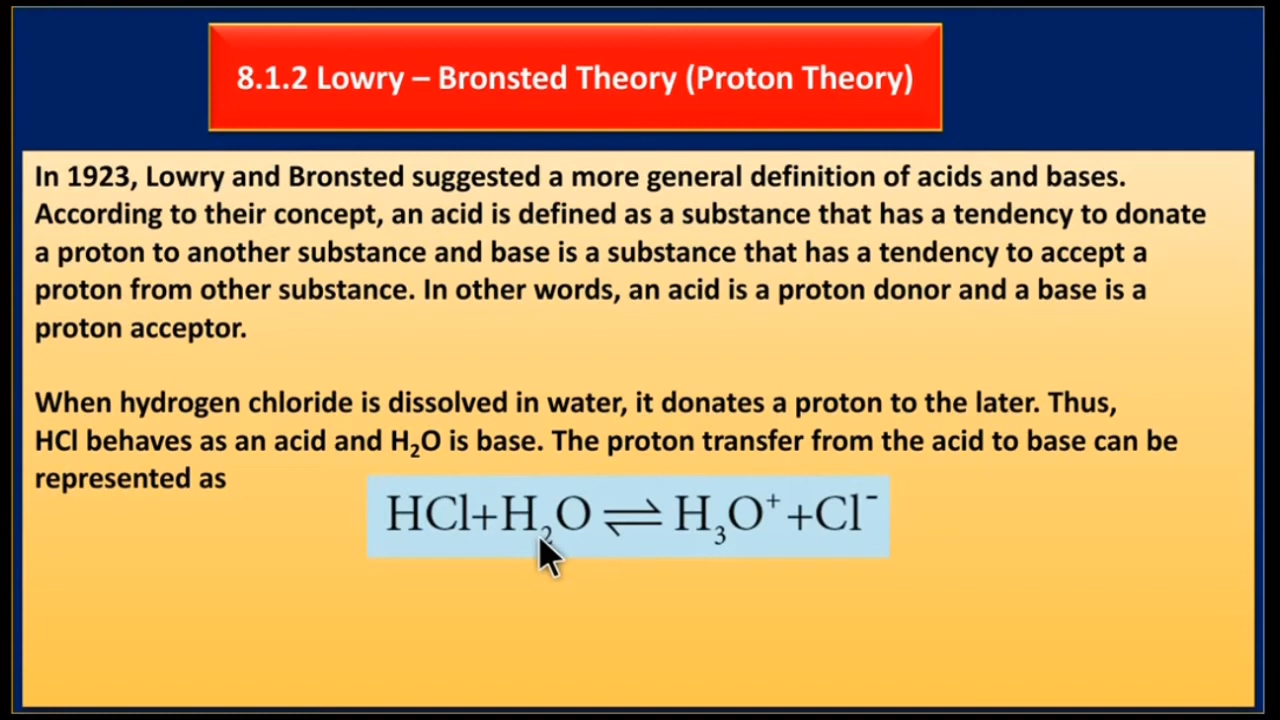 8.1.2 Lowry – Bronsted Theory (Proton Theory)
In 1923, Lowry and Bronsted suggested a more general definition of acids and bases.
According to their concept, an acid is defined as a substance that has a tendency to donate
a proton to another substance and base is a substance that has a tendency to accept a
proton from other substance. In other words, an acid is a proton donor and a base is a
proton acceptor.
When hydrogen chloride is dissolved in water, it donates a proton to the later. Thus,
HCl behaves as an acid and H₂O is base. The proton transfer from the acid to base can be
represented as
HCl+H₂O ⇌ H₃O⁺+Cl⁻